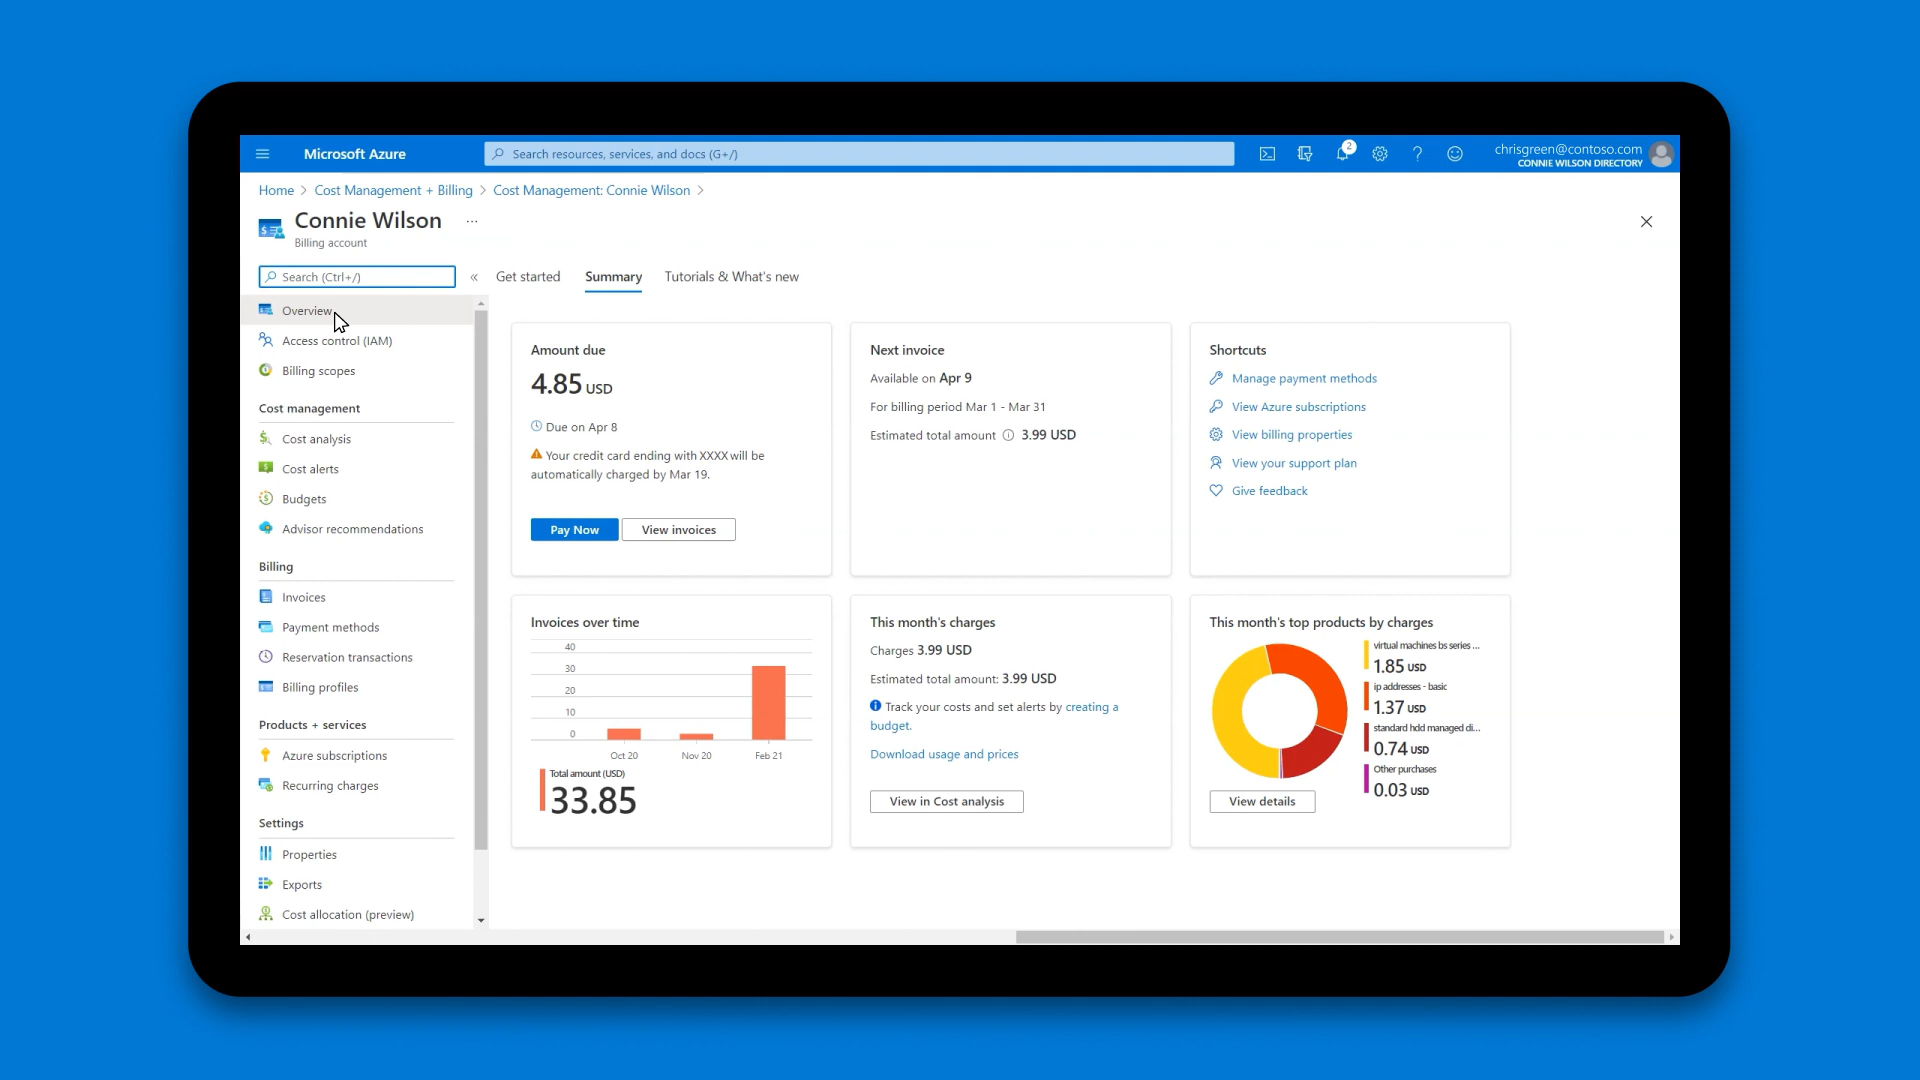 Microsoft Azure
Search resources, services, and docs (G+/)
2
chrisgreen@contoso.com
CONNIE WILSON DIRECTORY
Home > Cost Management + Billing > Cost Management: Connie Wilson >
Connie Wilson ...
Billing account
Search (Ctrl+/)
«
Get started
Summary
Tutorials & What's new
Overview
Access control (IAM)
Billing scopes
Cost management
Cost analysis
Cost alerts
Budgets
Advisor recommendations
Billing
Invoices
Payment methods
Reservation transactions
Billing profiles
Products + services
Azure subscriptions
Recurring charges
Settings
Properties
Exports
Cost allocation (preview)
Amount due
4.85 USD
Due on Apr 8
Your credit card ending with XXXX will be
automatically charged by Mar 19.
Pay Now
View invoices
Next invoice
Available on Apr 9
For billing period Mar 1 - Mar 31
Estimated total amount 3.99 USD
Shortcuts
Manage payment methods
View Azure subscriptions
View billing properties
View your support plan
Give feedback
Invoices over time
40
30
20
10
0
Oct 20
Nov 20
Feb 21
Total amount (USD)
33.85
This month's charges
Charges 3.99 USD
Estimated total amount: 3.99 USD
Track your costs and set alerts by creating a
budget.
Download usage and prices
View in Cost analysis
This month's top products by charges
virtual machines bs series ...
1.85 USD
ip addresses - basic
1.37 USD
standard hdd managed di...
0.74 USD
Other purchases
0.03 USD
View details